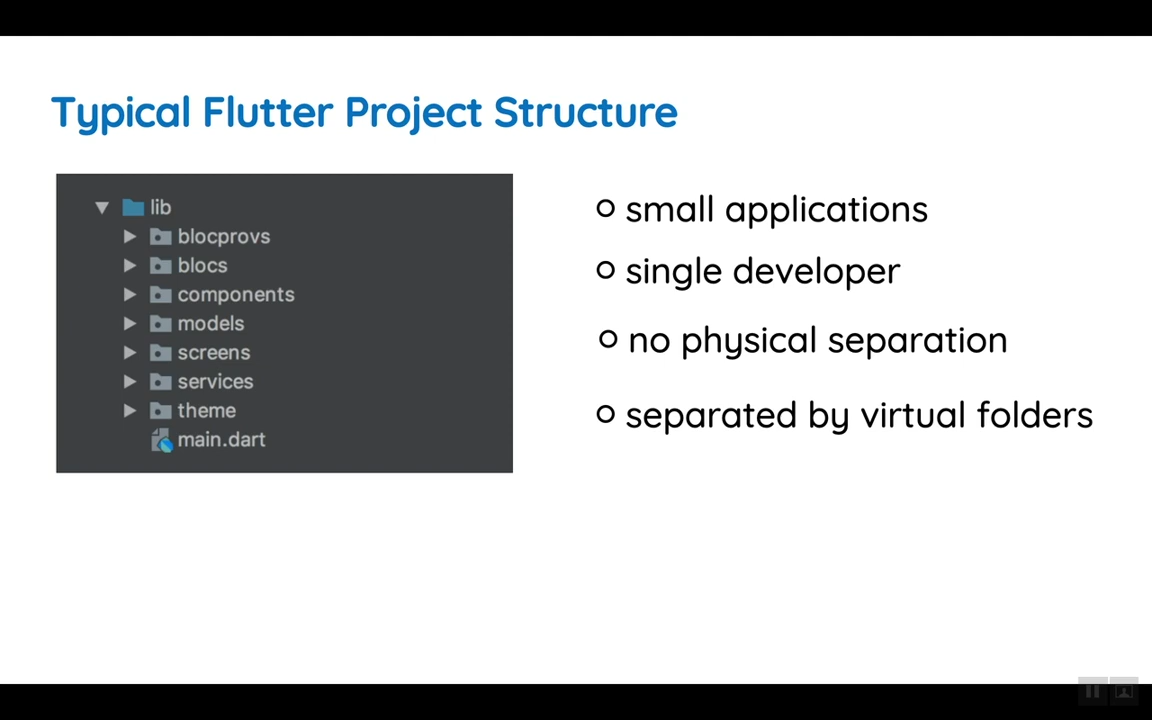 Typical Flutter Project Structure
lib
blocprovs
blocs
components
models
screens
services
theme
main.dart
small applications
single developer
no physical separation
separated by virtual folders